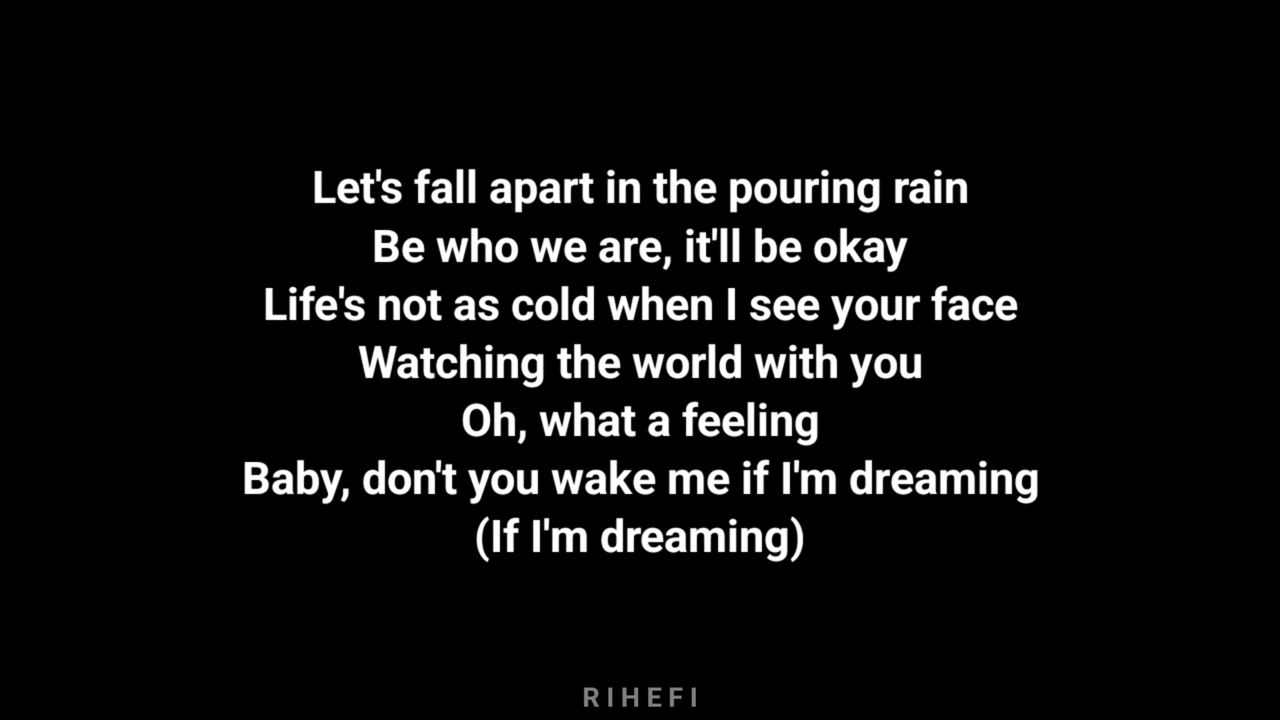 Let's fall apart in the pouring rain
Be who we are, it'll be okay
Life's not as cold when I see your face
Watching the world with you
Oh, what a feeling
Baby, don't you wake me if I'm dreaming
(If I'm dreaming)
RIHEFI